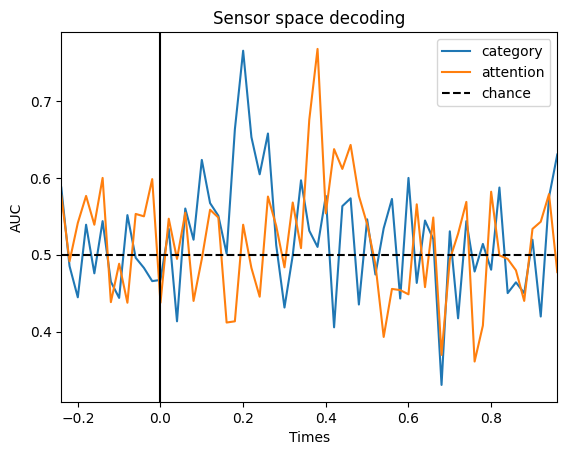 Sensor space decoding
category
attention
chance
AUC
0.7
0.6
0.5
0.4
−0.2
0.0
0.2
0.4
0.6
0.8
Times